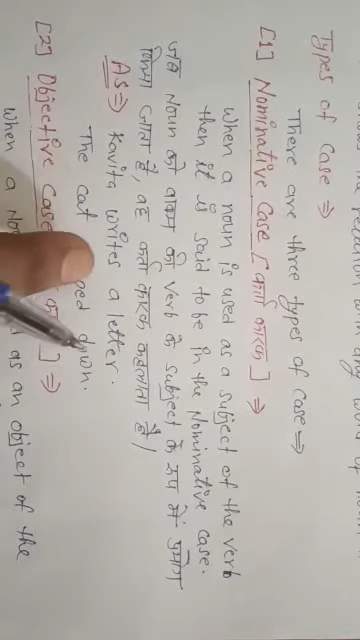 Types of Case ⇒
There are three types of Case ⇒
[1] Nominative Case [कर्ता कारक] ⇒
When a noun is used as a subject of the verb
then it is said to be in the Nominative case.
जब Noun को वाक्य की verb के subject के रूप में प्रयोग
किया जाता है, वह कर्ता कारक कहलाता है।
AS ⇒ Kavita writes a letter.
The cat down.
[2] Objective Case ] ⇒
When a as an object of the